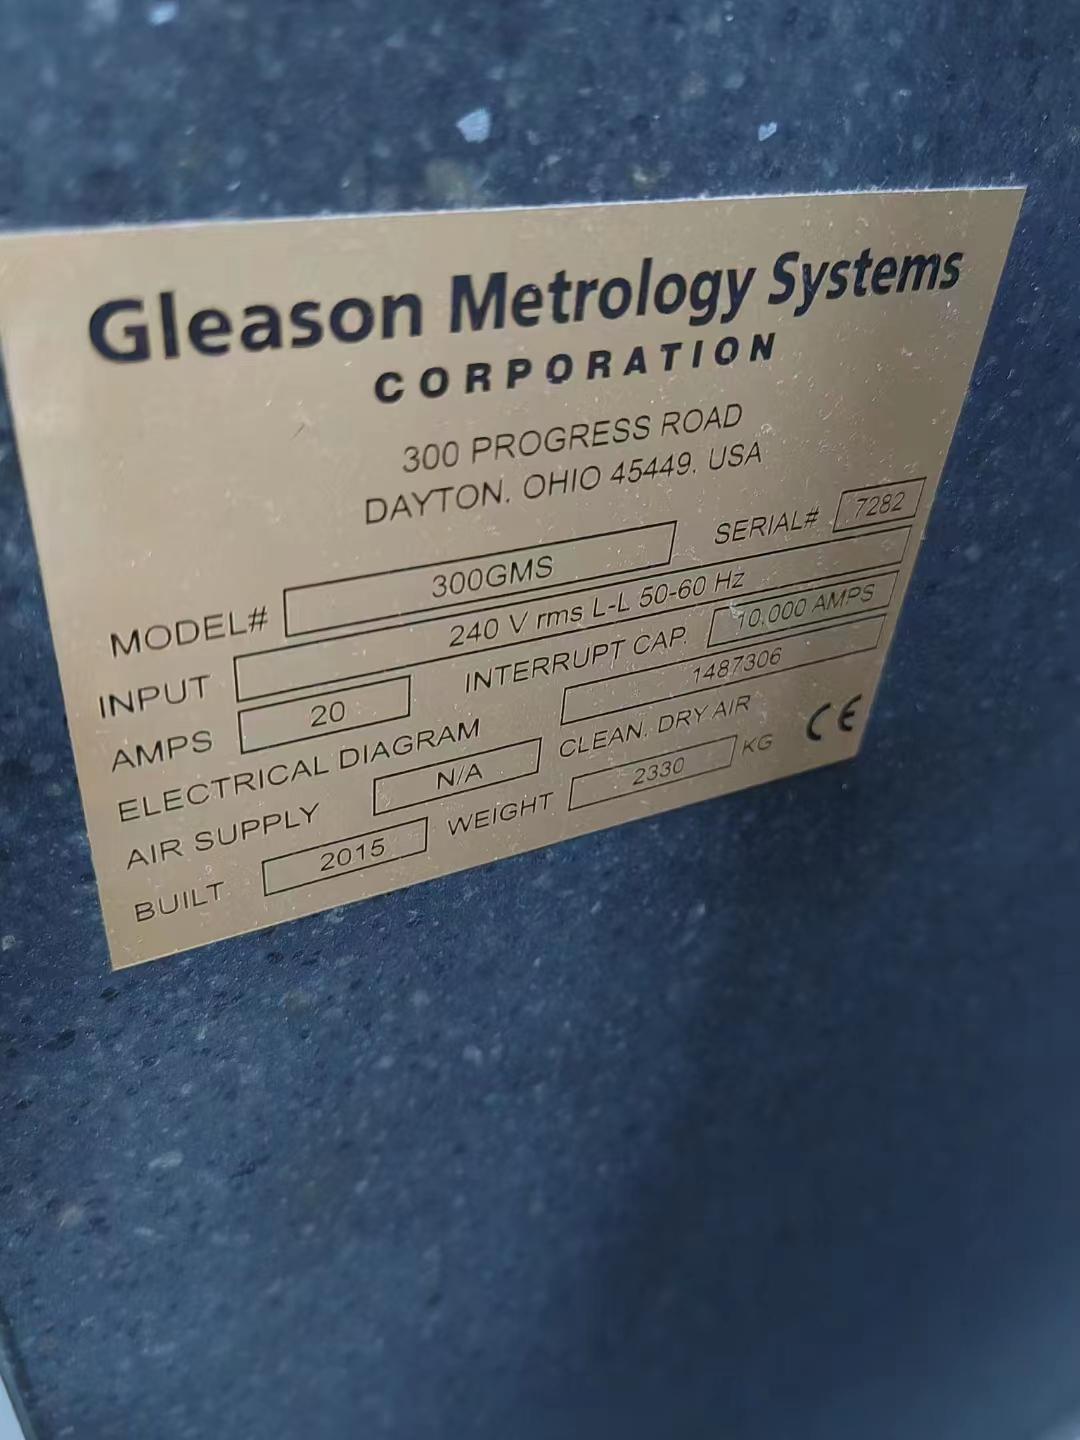 Gleason Metrology Systems
CORPORATION
300 PROGRESS ROAD
DAYTON, OHIO 45449, USA
MODEL# 300GMS SERIAL# 7282
INPUT 240 V rms L-L 50-60 Hz
AMPS 20 INTERRUPT CAP. 10,000 AMPS
ELECTRICAL DIAGRAM 1487306
AIR SUPPLY N/A CLEAN, DRY AIR
BUILT 2015 WEIGHT 2330 KG CE